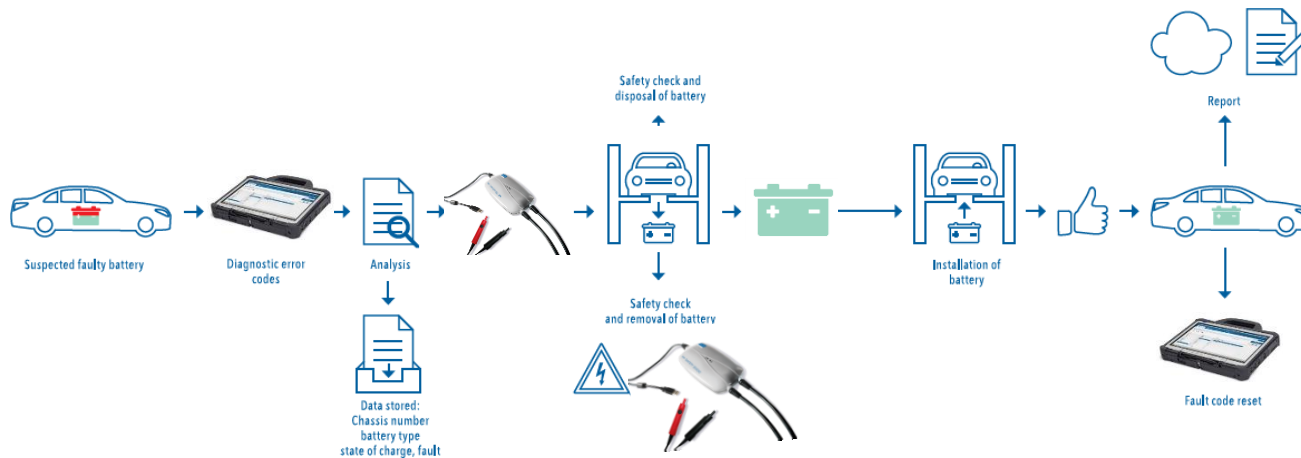 Safety check and
disposal of battery
Report
Suspected faulty battery
Diagnostic error
codes
Analysis
Installation of
battery
Safety check
and removal of battery
Data stored:
Chassis number
battery type
state of charge, fault
Fault code reset